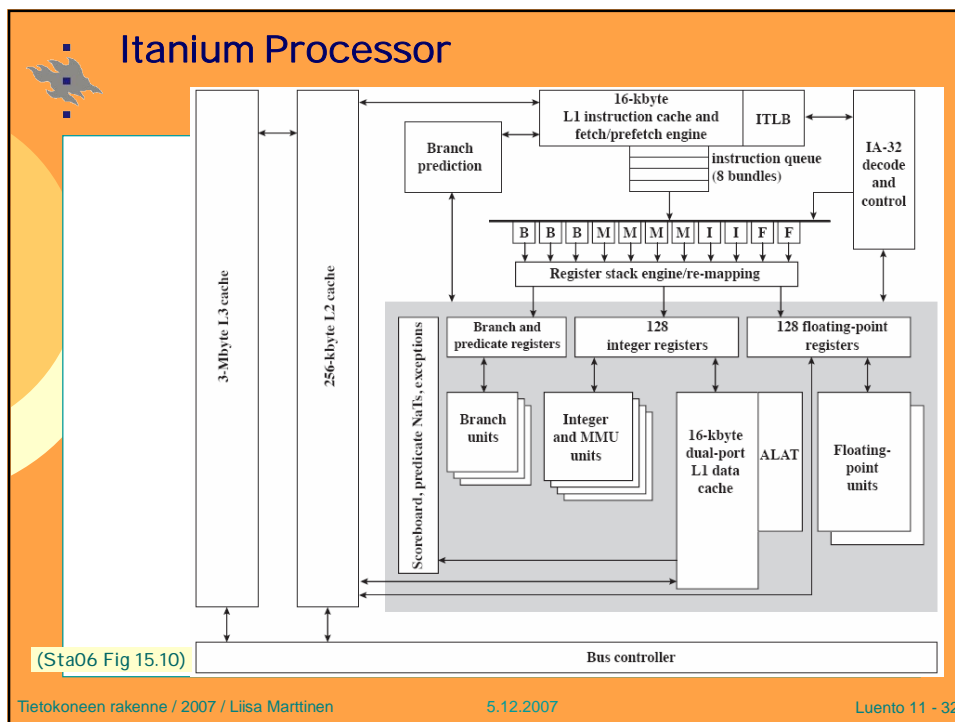 Itanium Processor
16-kbyte
L1 instruction cache and
fetch/prefetch engine
ITLB
IA-32
decode
and
control
Branch
prediction
instruction queue
(8 bundles)
B B B M M M M I I F F
Register stack engine/re-mapping
3-Mbyte L3 cache
256-kbyte L2 cache
Scoreboard, predicate NaTs, exceptions
Branch and
predicate registers
128
integer registers
128 floating-point
registers
Branch
units
Integer
and MMU
units
16-kbyte
dual-port
L1 data
cache
ALAT
Floating-
point
units
Bus controller
(Sta06 Fig 15.10)
Tietokoneen rakenne / 2007 / Liisa Marttinen
5.12.2007
Luento 11 - 32